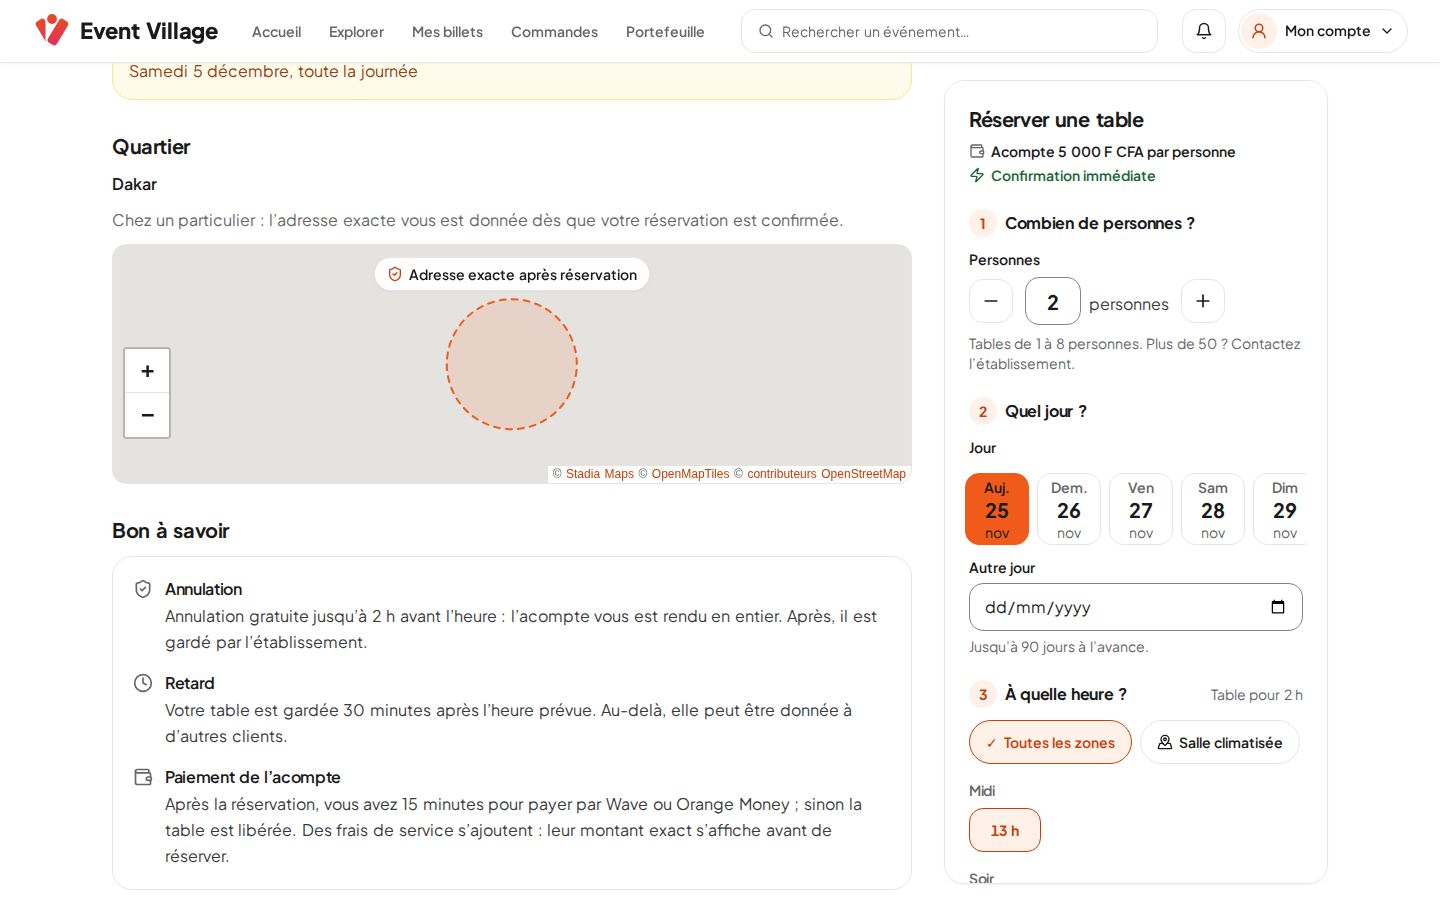 Event Village
Accueil
Explorer
Mes billets
Commandes
Portefeuille
Rechercher un événement…
Mon compte
Samedi 5 décembre, toute la journée
Quartier
Dakar
Chez un particulier : l’adresse exacte vous est donnée dès que votre réservation est confirmée.
Adresse exacte après réservation
+
−
© Stadia Maps © OpenMapTiles © contributeurs OpenStreetMap
Bon à savoir
Annulation
Annulation gratuite jusqu’à 2 h avant l’heure : l’acompte vous est rendu en entier. Après, il est
gardé par l’établissement.
Retard
Votre table est gardée 30 minutes après l’heure prévue. Au-delà, elle peut être donnée à
d’autres clients.
Paiement de l’acompte
Après la réservation, vous avez 15 minutes pour payer par Wave ou Orange Money ; sinon la
table est libérée. Des frais de service s’ajoutent : leur montant exact s’affiche avant de
réserver.
Réserver une table
Acompte 5 000 F CFA par personne
Confirmation immédiate
1 Combien de personnes ?
Personnes
− 2 personnes +
Tables de 1 à 8 personnes. Plus de 50 ? Contactez
l’établissement.
2 Quel jour ?
Jour
Auj. Dem. Ven Sam Dim
25 26 27 28 29
nov nov nov nov nov
Autre jour
dd/mm/yyyy
Jusqu’à 90 jours à l’avance.
3 À quelle heure ? Table pour 2 h
✓ Toutes les zones Salle climatisée
Midi
13 h
Soir